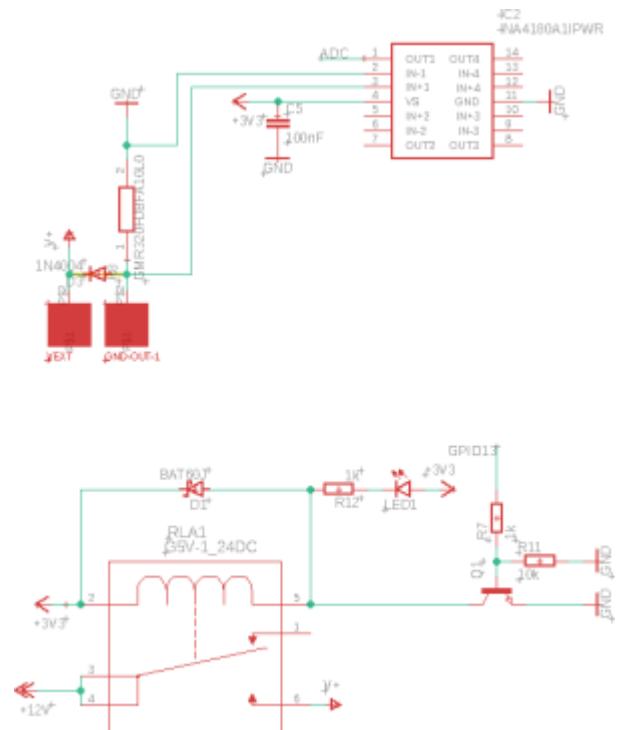 IC2
INA4180A1IPWR
ADC
1 OUT1 OUT4 14
2 IN-1 IN-4 13
3 IN+1 IN+4 12
4 VS GND 11
5 IN+2 IN+3 10
6 IN-2 IN-3 9
7 OUT2 OUT3 8
GND
+3V3
C5
100nF
GND
GND
2
1
V+
1N4004
D3
VEXT
GND-OUT-1
BAT60J
D1
1k
R12
LED1
+3V3
GPIO13
R7
1k
R11
10k
GND
GND
Q1
RLA1
G5V-1_24DC
2
5
+3V3
1
3
4
6
+12V
V+